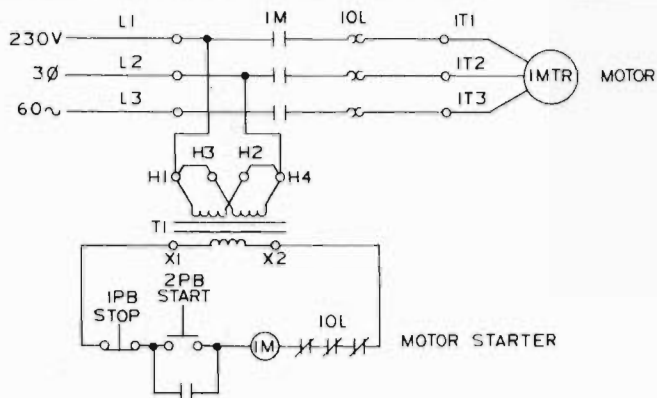 L1 1M 1OL 1T1
230V
L2 1T2
3Ø 1MTR MOTOR
L3 1T3
60~
H3 H2
H1 H4
T1
X1 X2
2PB
1PB START
STOP 1OL
1M MOTOR STARTER